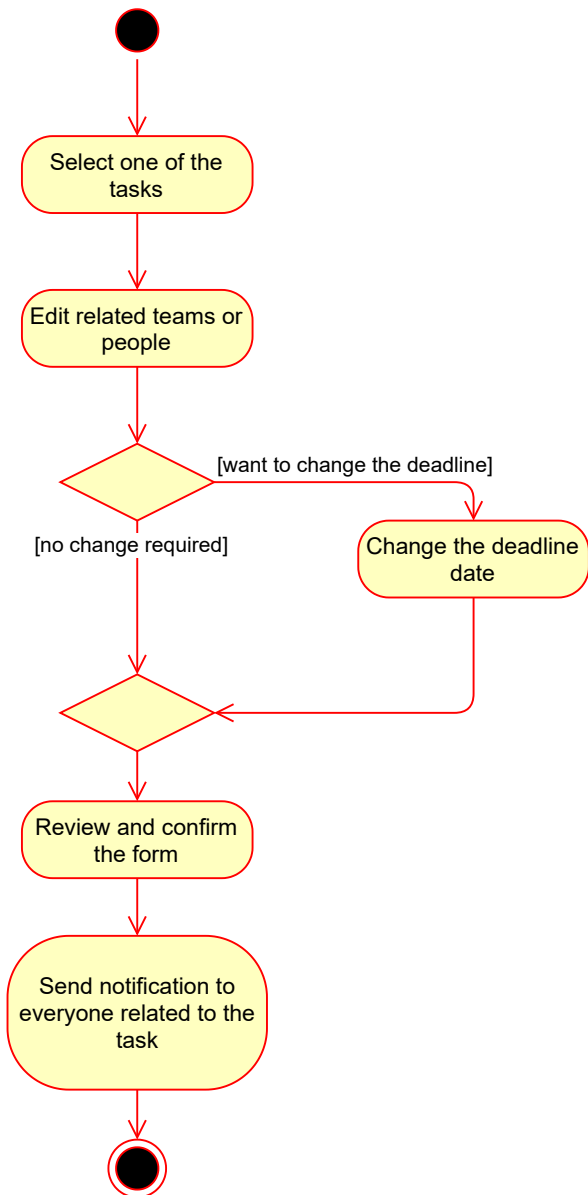 Select one of the
tasks
Edit related teams or
people
[want to change the deadline]
[no change required]
Change the deadline
date
Review and confirm
the form
Send notification to
everyone related to the
task